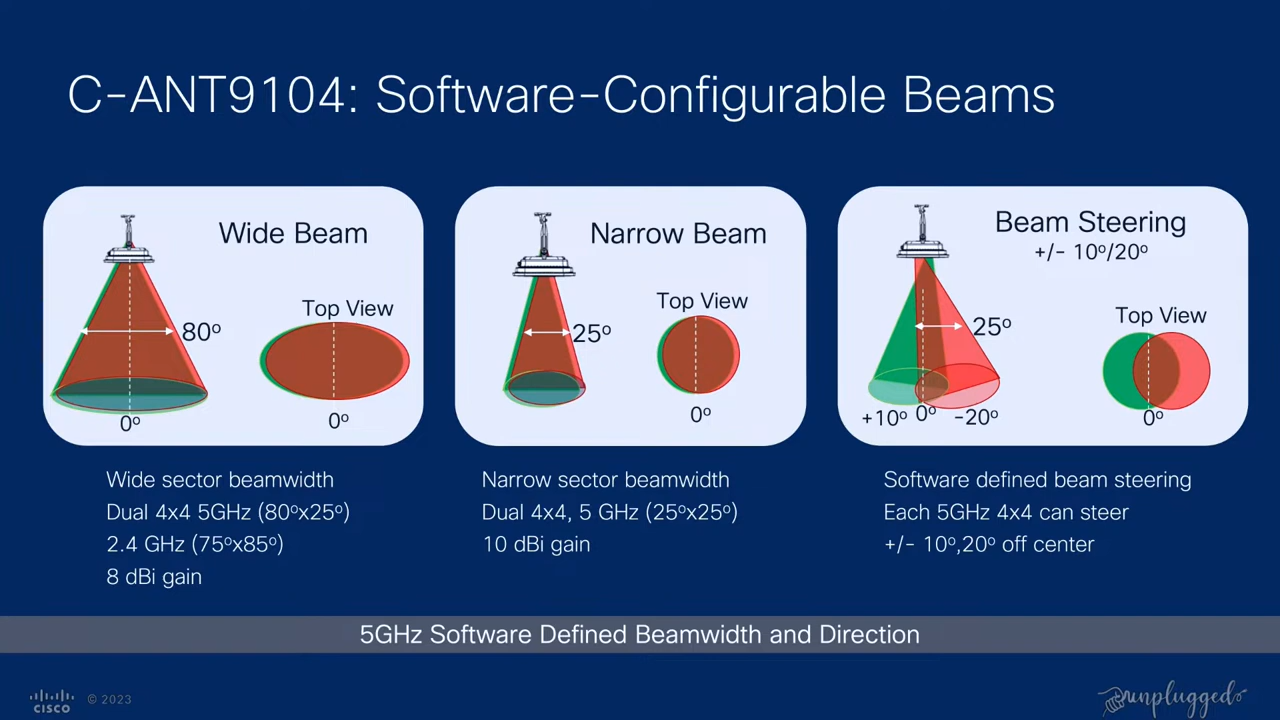 C-ANT9104: Software-Configurable Beams
Wide Beam
Top View
80º
0º
0º
Wide sector beamwidth
Dual 4x4 5GHz (80ºx25º)
2.4 GHz (75ºx85º)
8 dBi gain
Narrow Beam
Top View
25º
0º
Narrow sector beamwidth
Dual 4x4, 5 GHz (25ºx25º)
10 dBi gain
Beam Steering
+/- 10º/20º
Top View
25º
+10º 0º -20º
0º
Software defined beam steering
Each 5GHz 4x4 can steer
+/- 10º,20º off center
5GHz Software Defined Beamwidth and Direction
CISCO
© 2023
unplugged